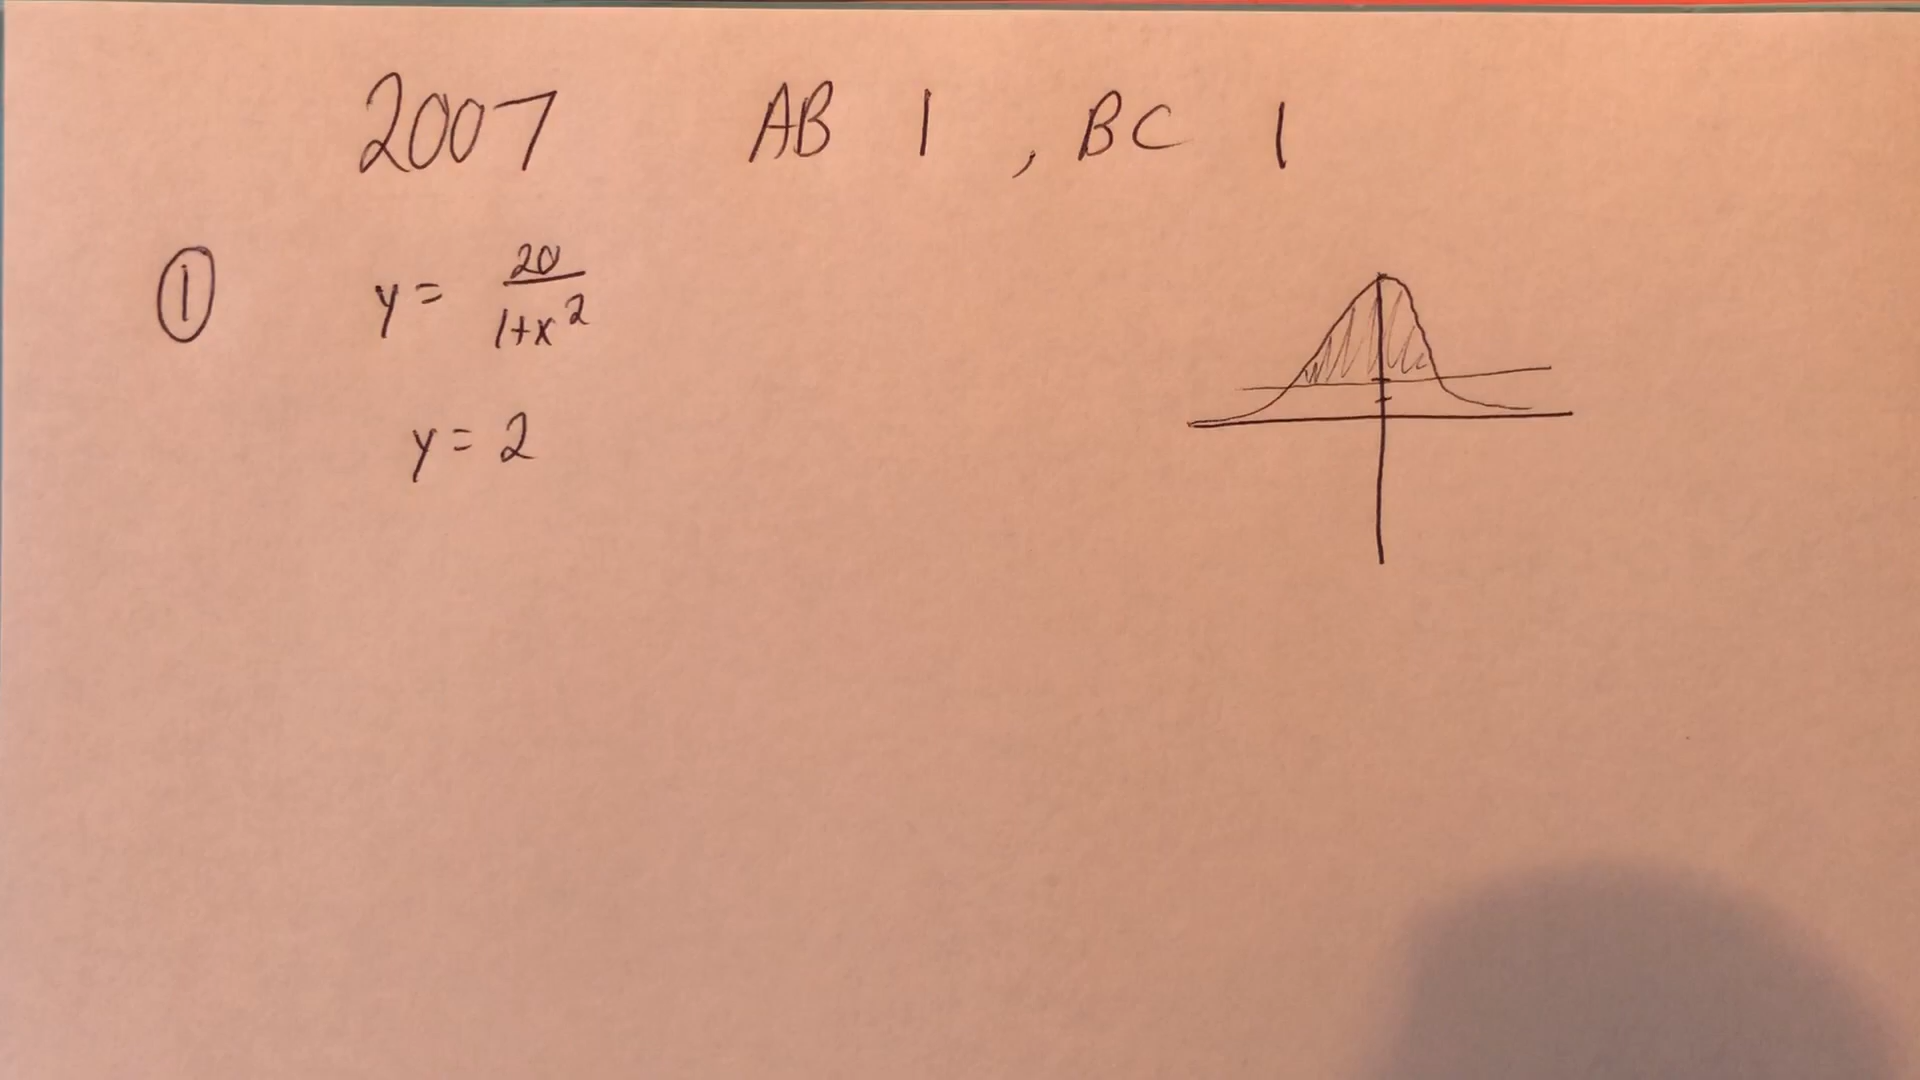 2007 AB 1, BC 1
① y = 20/(1+x²)
y = 2